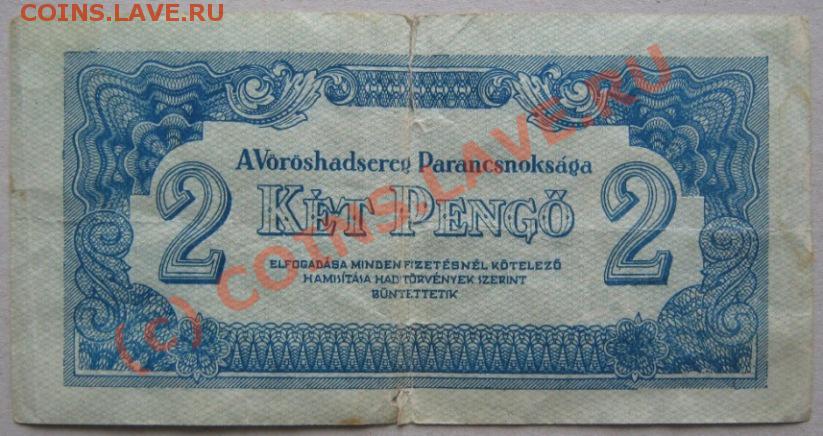 COINS.LAVE.RU
A Vöröshadsereg Parancsnoksága
2 KÉT PENGŐ 2
ELFOGADÁSA MINDEN FIZETÉSNÉL KÖTELEZŐ
HAMISÍTÁSA HAD TÖRVÉNYEK SZERINT
BÜNTETTETIK
(c) COINS.LAVE.RU